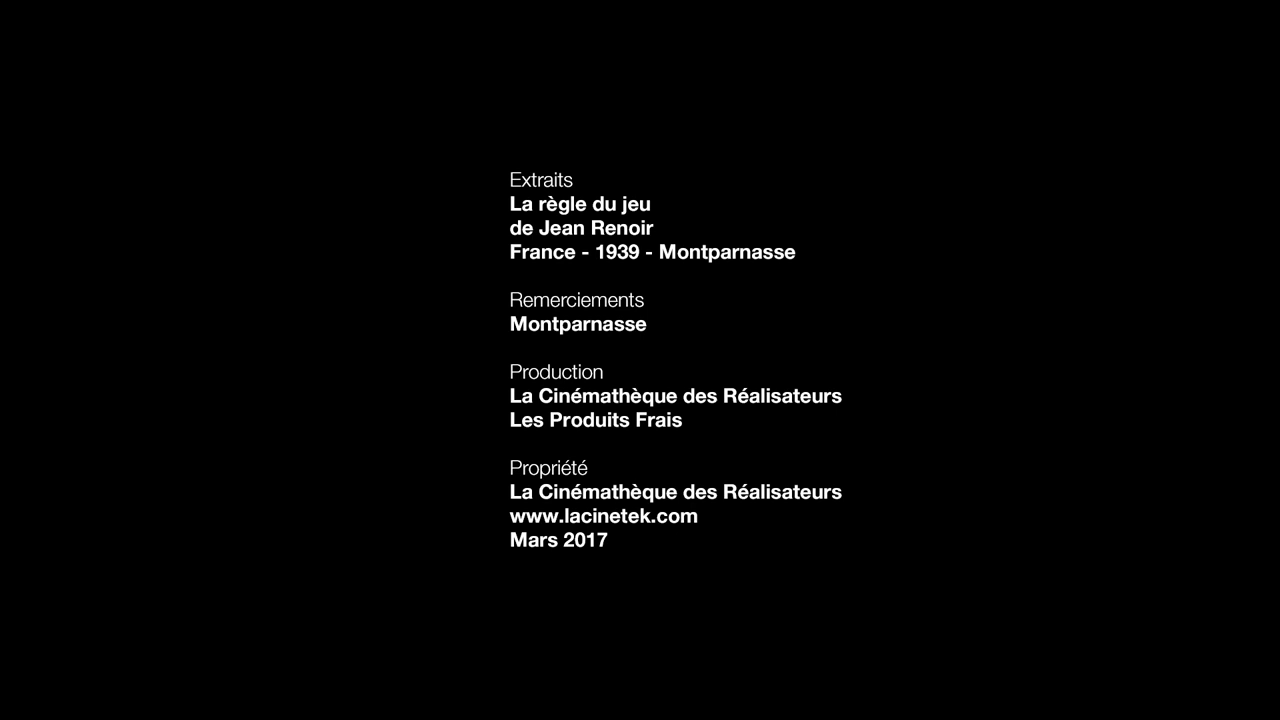 Extraits
La règle du jeu
de Jean Renoir
France - 1939 - Montparnasse
Remerciements
Montparnasse
Production
La Cinémathèque des Réalisateurs
Les Produits Frais
Propriété
La Cinémathèque des Réalisateurs
www.lacinetek.com
Mars 2017